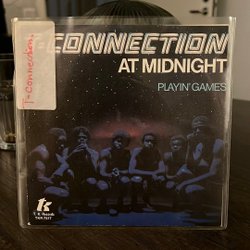 T-Connection.
T-CONNECTION
AT MIDNIGHT
PLAYIN' GAMES
T K Records